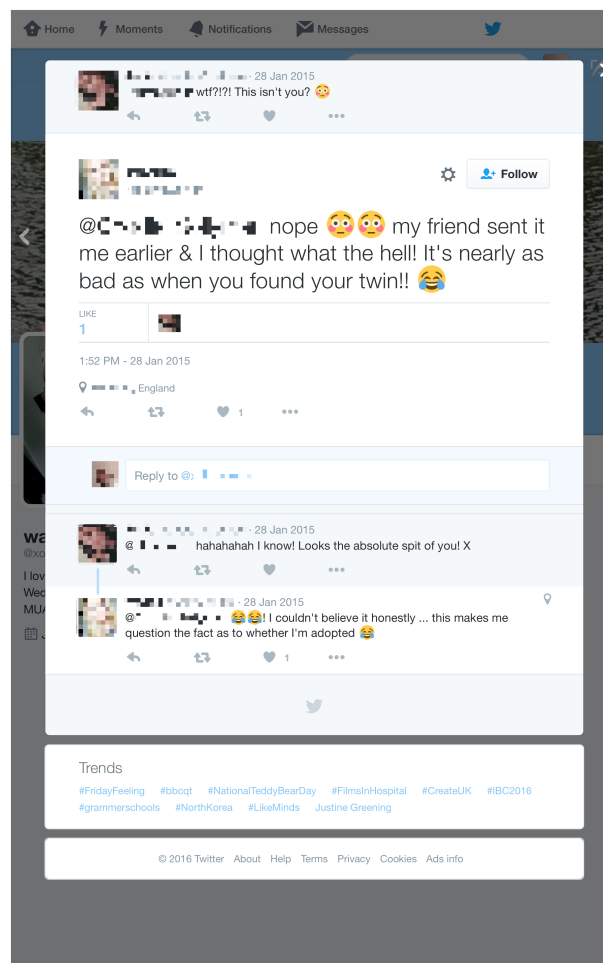 Home Moments Notifications Messages
· 28 Jan 2015
wtf?!?! This isn't you? 😳
Follow
@ nope 😳😳 my friend sent it
me earlier & I thought what the hell! It's nearly as
bad as when you found your twin!! 😂
LIKE
1
1:52 PM - 28 Jan 2015
, England
1
Reply to @
· 28 Jan 2015
@ hahahahah I know! Looks the absolute spit of you! X
· 28 Jan 2015
@ 😂😂! I couldn't believe it honestly ... this makes me
question the fact as to whether I'm adopted 😂
1
wa
@xo
I lov
Wed
MUA
Trends
#FridayFeeling #bbcqt #NationalTeddyBearDay #FilmsInHospital #CreateUK #IBC2016
#grammerschools #NorthKorea #LikeMinds Justine Greening
© 2016 Twitter About Help Terms Privacy Cookies Ads info